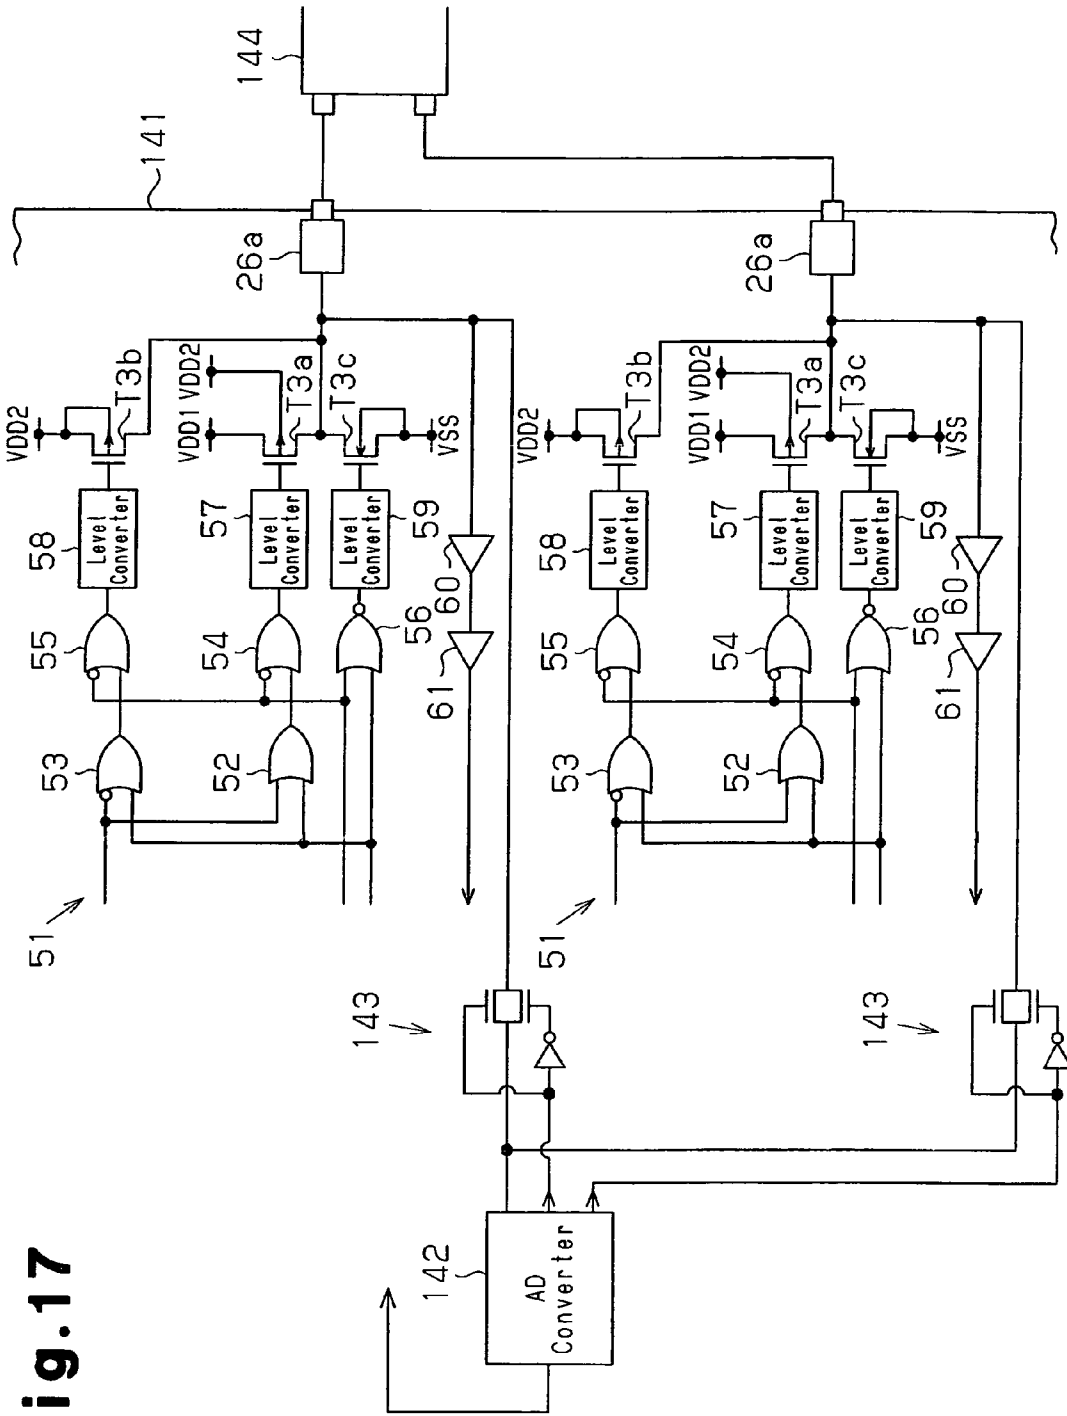 ig.17
141
144
VDD2
58
Level
Converter
T3b
55
53
26a
VDD1
VDD2
57
Level
Converter
T3a
54
52
T3c
59
Level
Converter
VSS
56
60
61
51
143
142
AD
Converter
VDD2
58
Level
Converter
T3b
55
53
26a
VDD1
VDD2
57
Level
Converter
T3a
54
52
T3c
59
Level
Converter
VSS
56
60
61
51
143